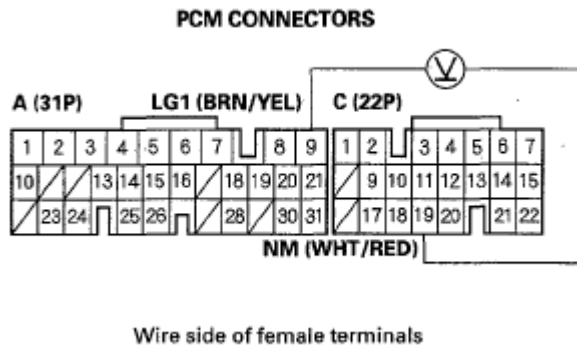 PCM CONNECTORS
V
A (31P) LG1 (BRN/YEL) C (22P)
1 2 3 4 5 6 7 8 9 1 2 3 4 5 6 7
10 13 14 15 16 18 19 20 21 9 10 11 12 13 14 15
23 24 25 26 28 30 31 17 18 19 20 21 22
NM (WHT/RED)
Wire side of female terminals